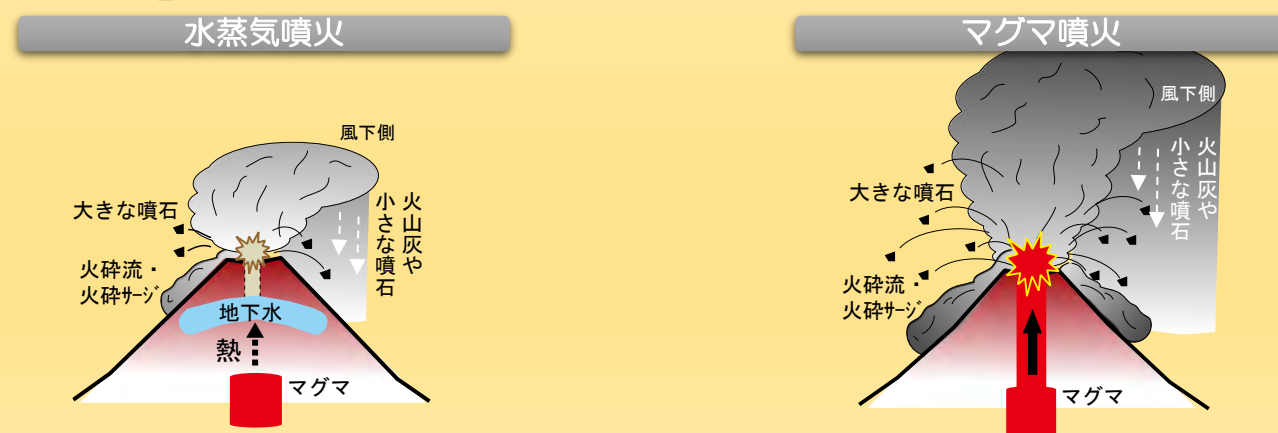 水蒸気噴火
風下側
大きな噴石
火山灰や
小さな噴石
火砕流・
火砕ｻｰｼﾞ
地下水
熱
マグマ
マグマ噴火
風下側
大きな噴石
火山灰や
小さな噴石
火砕流・
火砕ｻｰｼﾞ
マグマ